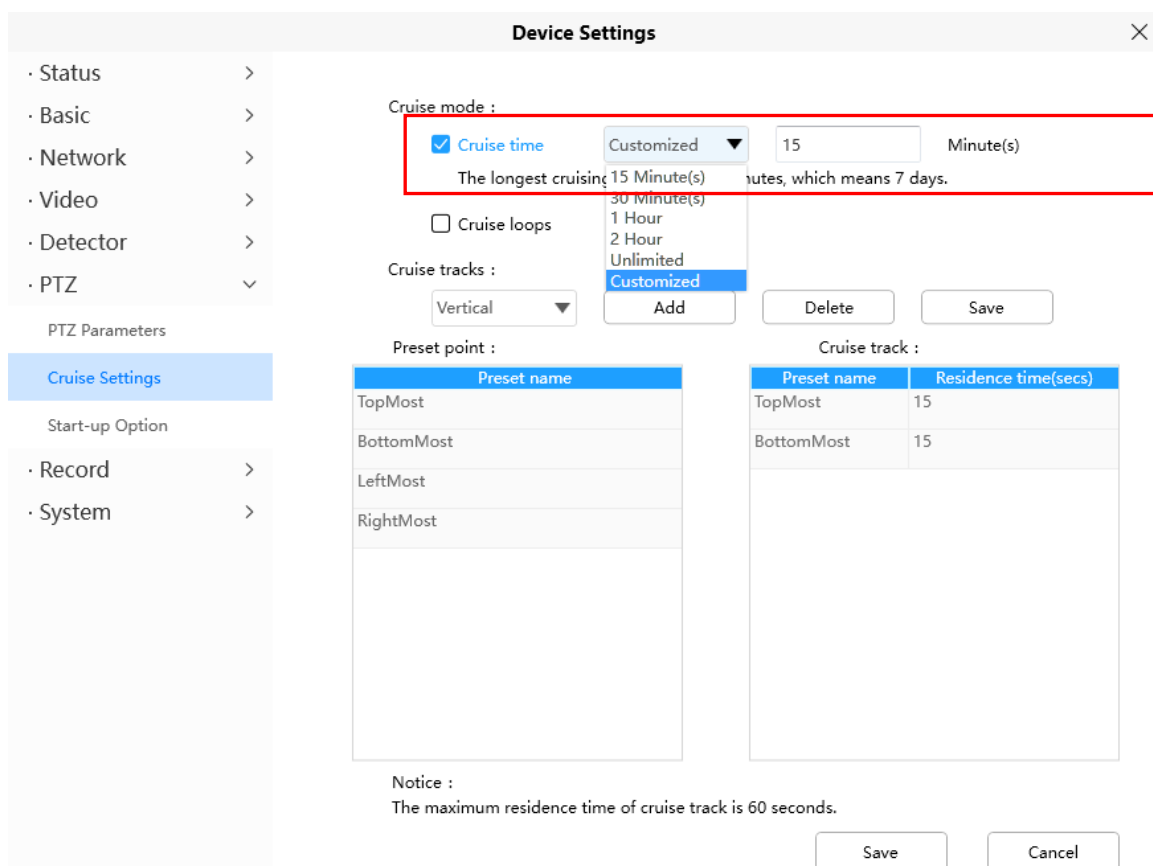 Device Settings
· Status
· Basic
· Network
· Video
· Detector
· PTZ
PTZ Parameters
Cruise Settings
Start-up Option
· Record
· System
Cruise mode :
Cruise time Customized 15 Minute(s)
The longest cruising utes, which means 7 days.
15 Minute(s)
30 Minute(s)
1 Hour
2 Hour
Unlimited
Customized
Cruise loops
Cruise tracks :
Vertical Add Delete Save
Preset point :
Preset name
TopMost
BottomMost
LeftMost
RightMost
Cruise track :
Preset name Residence time(secs)
TopMost 15
BottomMost 15
Notice :
The maximum residence time of cruise track is 60 seconds.
Save Cancel